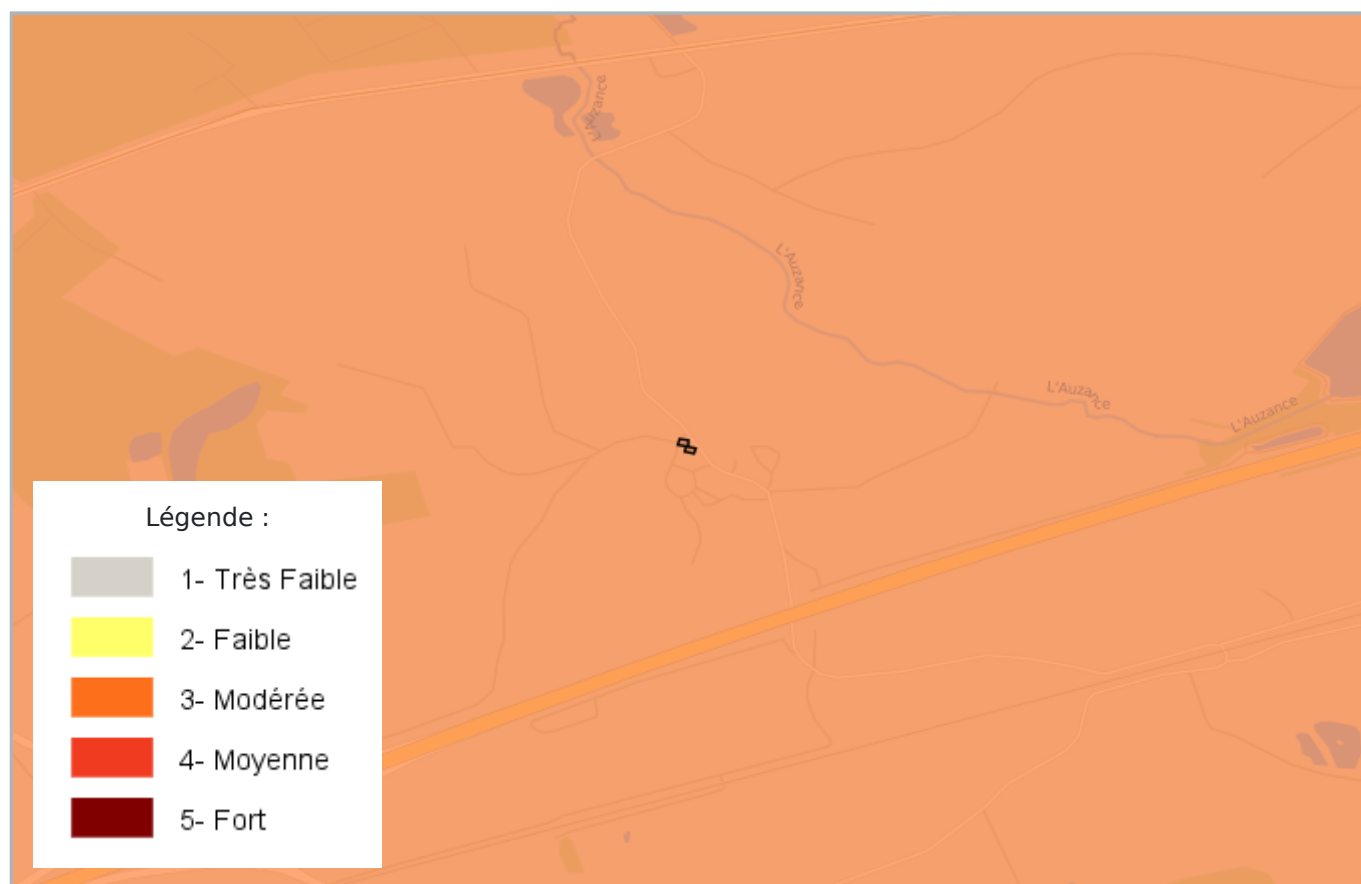 L'Auzance
L'Auzance
L'Auzance
L'Auzance
Légende :
1- Très Faible
2- Faible
3- Modérée
4- Moyenne
5- Fort